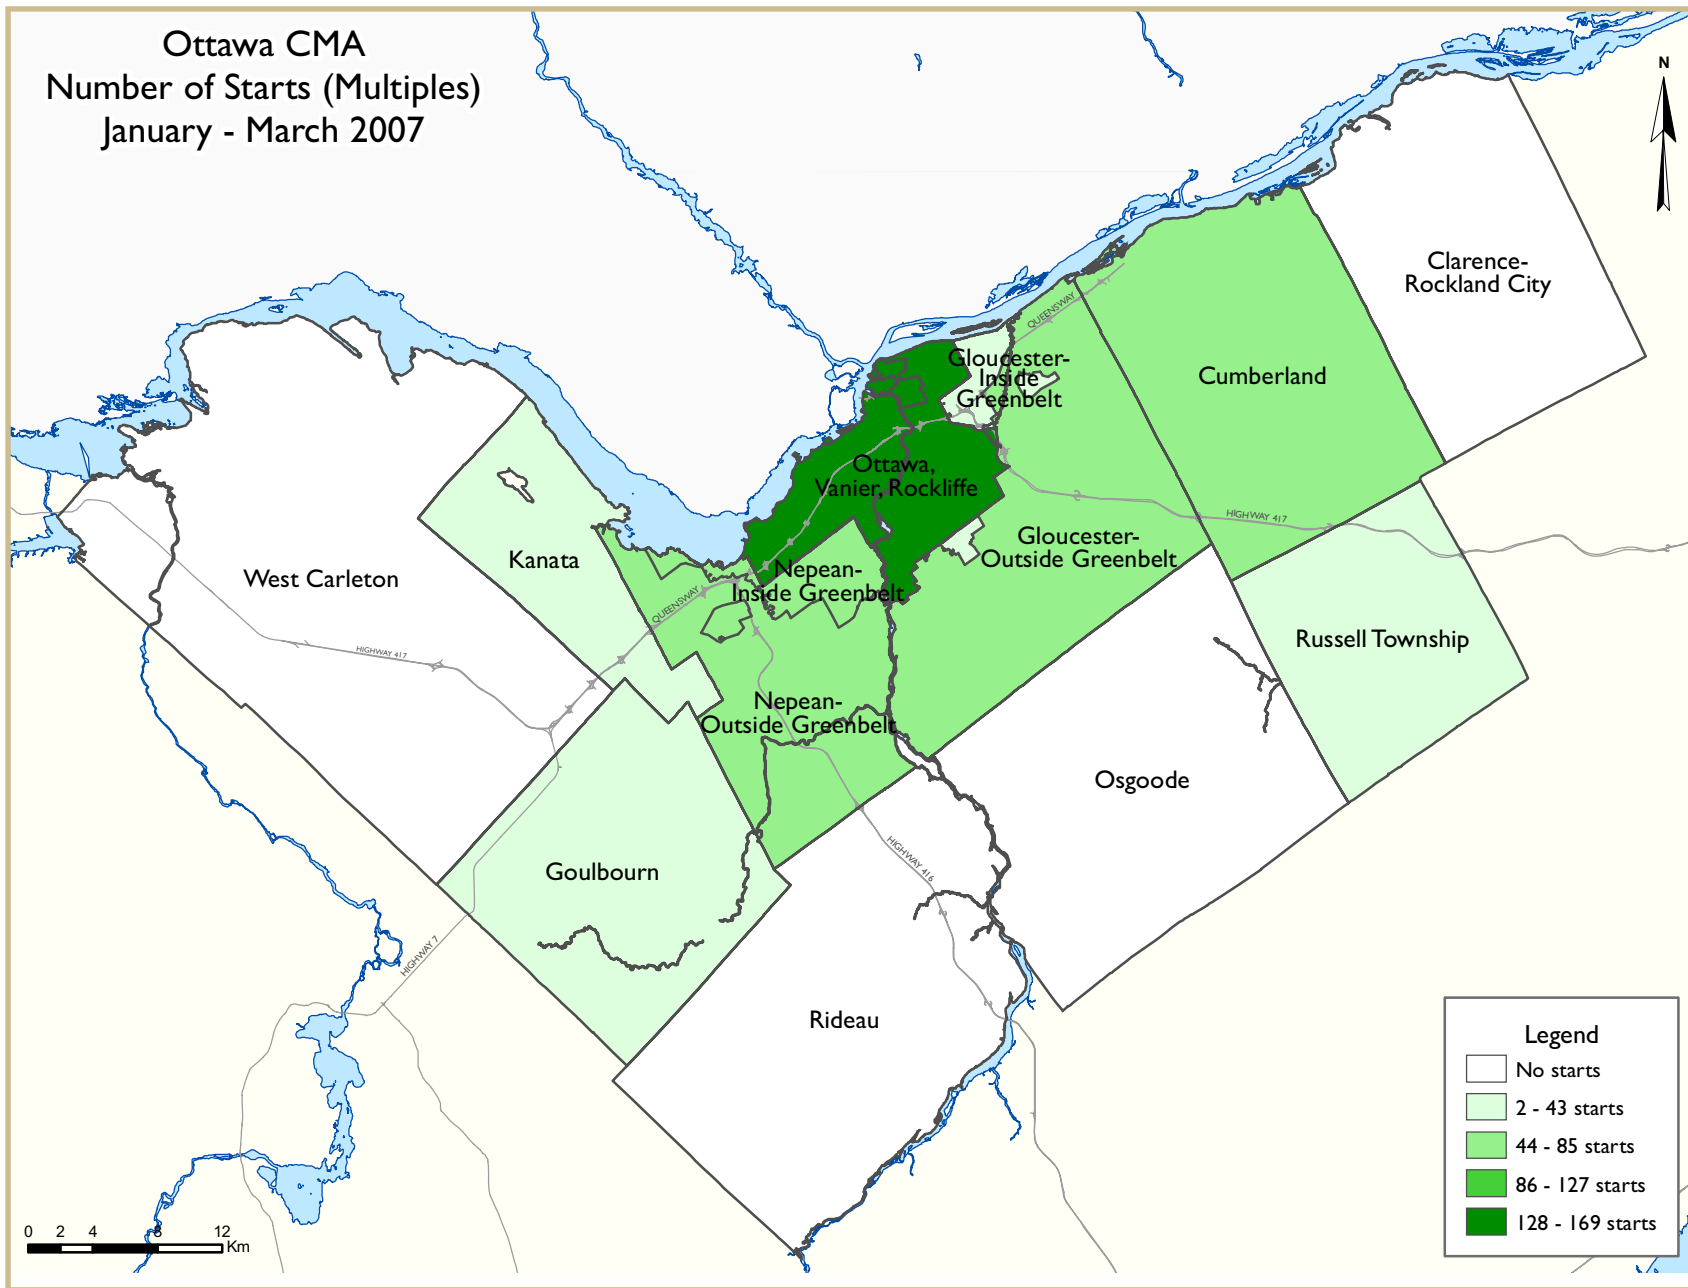 Ottawa CMA
Number of Starts (Multiples)
January - March 2007
N
Clarence-
Rockland City
QUEENSWAY
Gloucester-
Inside
Greenbelt
Cumberland
Ottawa,
Vanier, Rockliffe
HIGHWAY 417
Gloucester-
Outside Greenbelt
Kanata
West Carleton
Nepean-
Inside Greenbelt
QUEENSWAY
HIGHWAY 417
Russell Township
Nepean-
Outside Greenbelt
Osgoode
Goulbourn
HIGHWAY 416
HIGHWAY 7
Rideau
Legend
No starts
2 - 43 starts
44 - 85 starts
86 - 127 starts
128 - 169 starts
0 2 4 8 12
Km